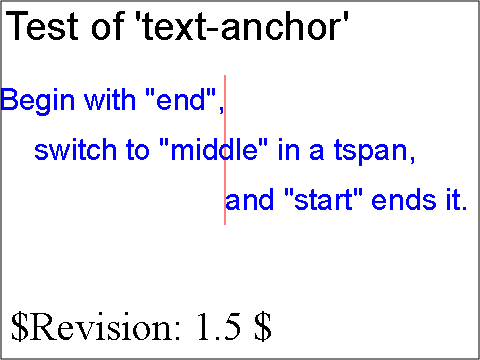 Test of 'text-anchor'
Begin with "end",
switch to "middle" in a tspan,
and "start" ends it.
$Revision: 1.5 $